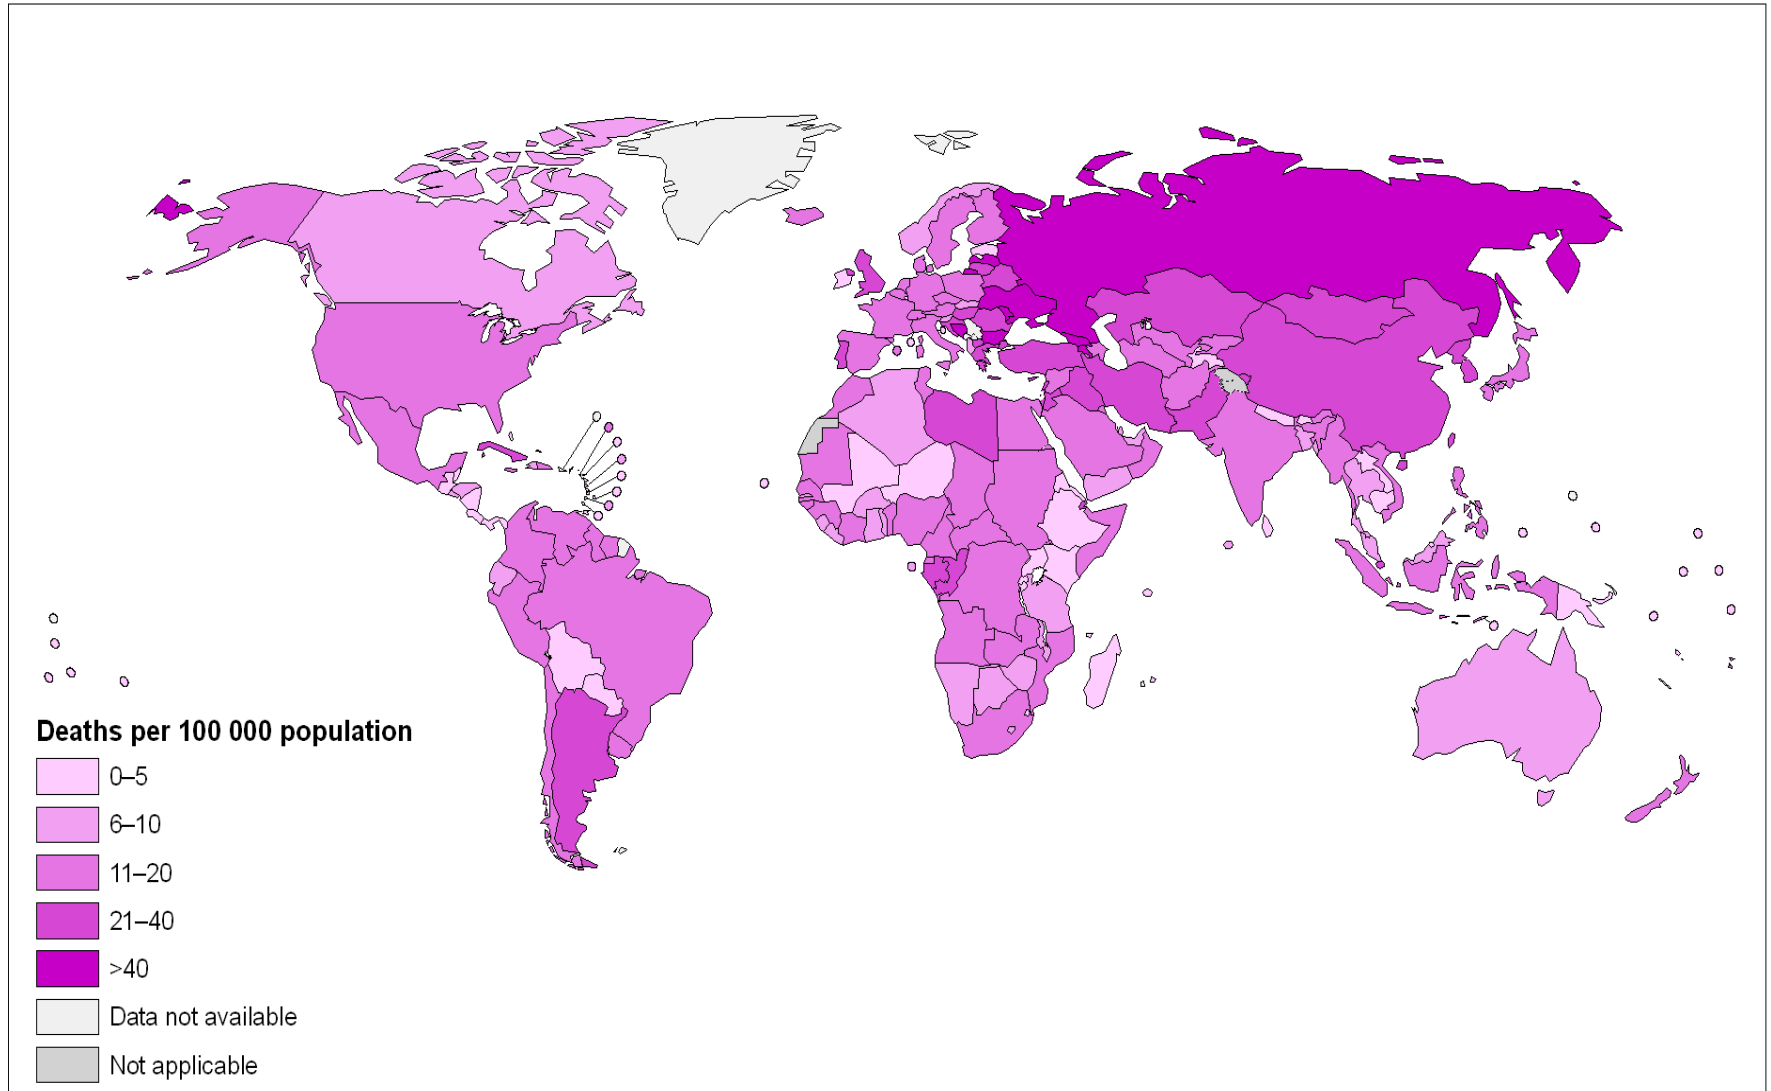 Deaths per 100 000 population
0–5
6–10
11–20
21–40
>40
Data not available
Not applicable